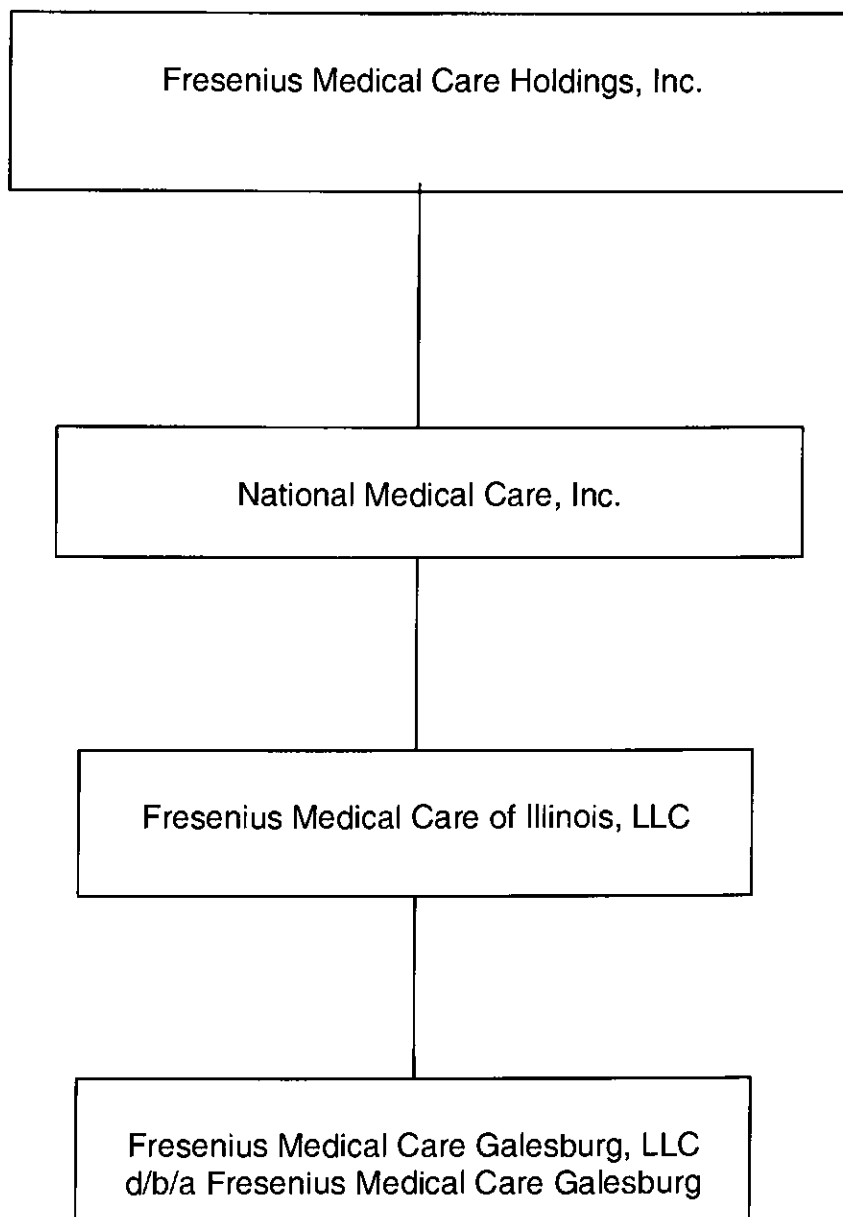 Fresenius Medical Care Holdings, Inc.
National Medical Care, Inc.
Fresenius Medical Care of Illinois, LLC
Fresenius Medical Care Galesburg, LLC
d/b/a Fresenius Medical Care Galesburg